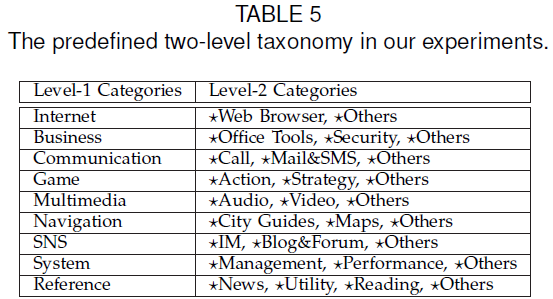 TABLE 5
The predefined two-level taxonomy in our experiments.
Level-1 Categories Level-2 Categories
Internet ⋆Web Browser, ⋆Others
Business ⋆Office Tools, ⋆Security, ⋆Others
Communication ⋆Call, ⋆Mail&SMS, ⋆Others
Game ⋆Action, ⋆Strategy, ⋆Others
Multimedia ⋆Audio, ⋆Video, ⋆Others
Navigation ⋆City Guides, ⋆Maps, ⋆Others
SNS ⋆IM, ⋆Blog&Forum, ⋆Others
System ⋆Management, ⋆Performance, ⋆Others
Reference ⋆News, ⋆Utility, ⋆Reading, ⋆Others